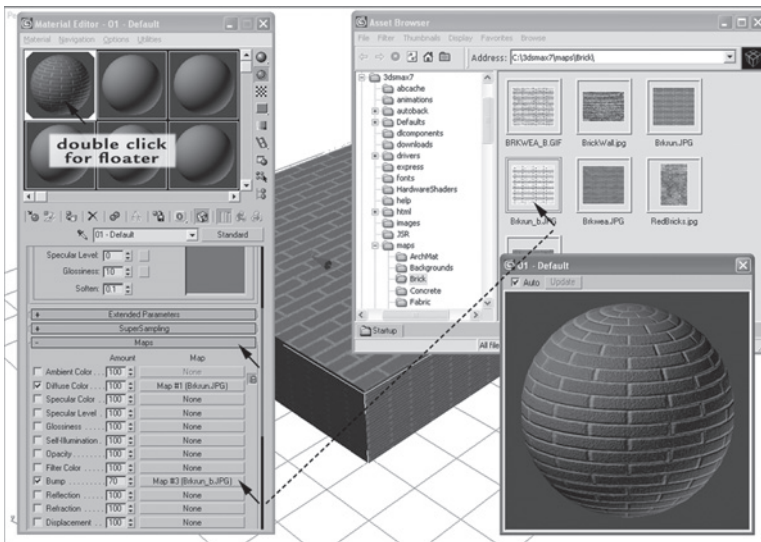 Material Editor - 01 - Default
Material Navigation Options Utilities
double click
for floater
01 - Default
Standard
Specular Level: 0
Glossiness: 10
Soften: 0.1
+ Extended Parameters
+ SuperSampling
- Maps
Amount Map
Ambient Color . . . 100 None
Diffuse Color . . . . 100 Map #1 (Brkrun.JPG)
Specular Color . . 100 None
Specular Level . 100 None
Glossiness . . . . . 100 None
Self-Illumination . 100 None
Opacity . . . . . . . 100 None
Filter Color . . . . . 100 None
Bump . . . . . . . . . 70 Map #3 (Brkrun_b.JPG)
Reflection . . . . . 100 None
Refraction . . . . . 100 None
Displacement . . 100 None
Asset Browser
File Filter Thumbnails Display Favorites Browse
Address: C:\3dsmax7\maps\Brick\
3dsmax7
abcache
animations
autoback
Defaults
dlcomponents
downloads
drivers
express
fonts
HardwareShaders
help
html
images
JSR
maps
ArchMat
Backgrounds
Brick
Concrete
Fabric
Startup
All file
BRKWEA_B.GIF BrickWall.jpg Brkrun.JPG
Brkrun_b.JPG Brkwea.JPG RedBricks.jpg
01 - Default
Auto Update